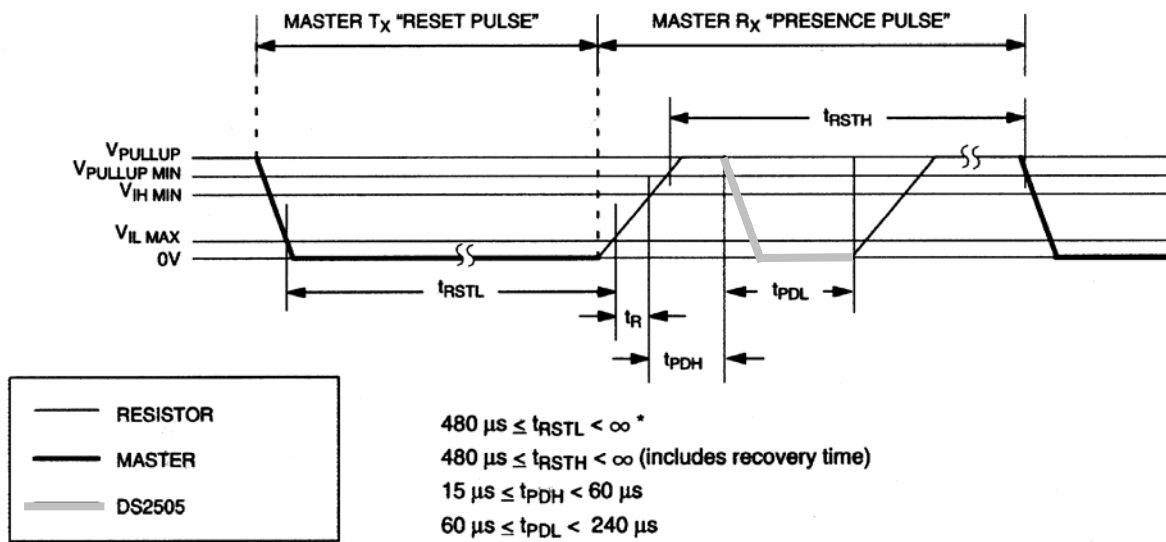 MASTER TX “RESET PULSE”
MASTER RX “PRESENCE PULSE”
tRSTH
VPULLUP
VPULLUP MIN
VIH MIN
VIL MAX
0V
tRSTL
tPDL
tR
tPDH
RESISTOR
MASTER
DS2505
480 μs ≤ tRSTL < ∞ *
480 μs ≤ tRSTH < ∞ (includes recovery time)
15 μs ≤ tPDH < 60 μs
60 μs ≤ tPDL < 240 μs